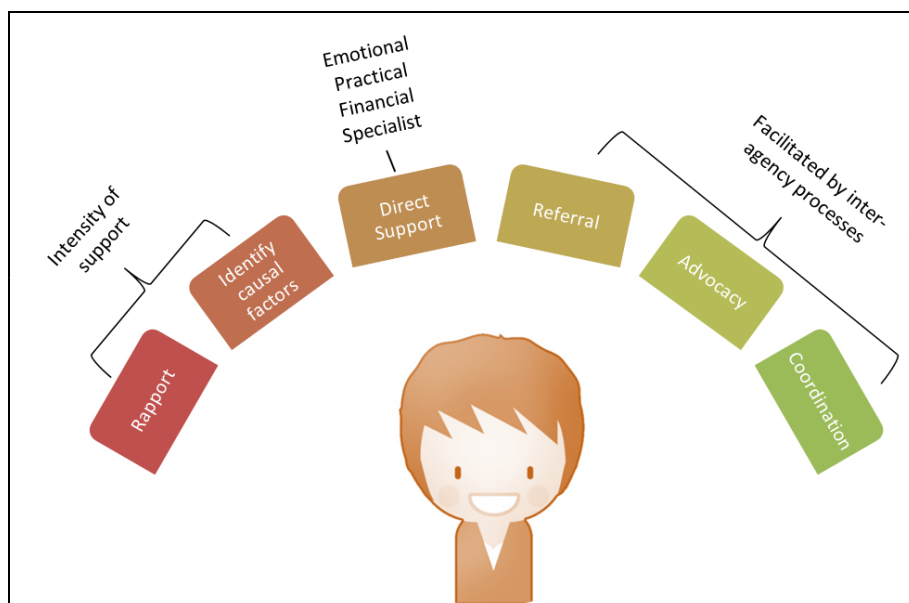 Emotional
Practical
Financial
Specialist
Intensity of
support
Rapport
Identify
causal
factors
Direct
Support
Referral
Advocacy
Coordination
Facilitated by inter-
agency processes